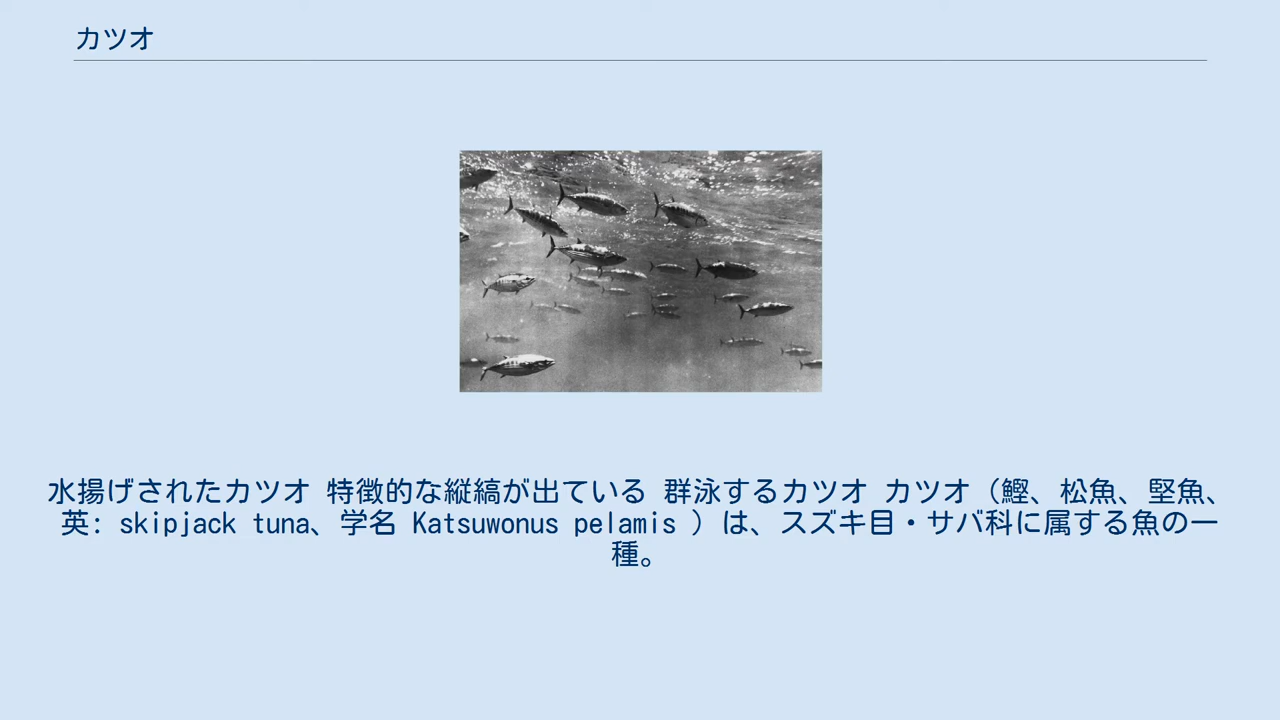 カツオ
水揚げされたカツオ 特徴的な縦縞が出ている 群泳するカツオ カツオ（鰹、松魚、堅魚、
英: skipjack tuna、学名 Katsuwonus pelamis ）は、スズキ目・サバ科に属する魚の一
種。